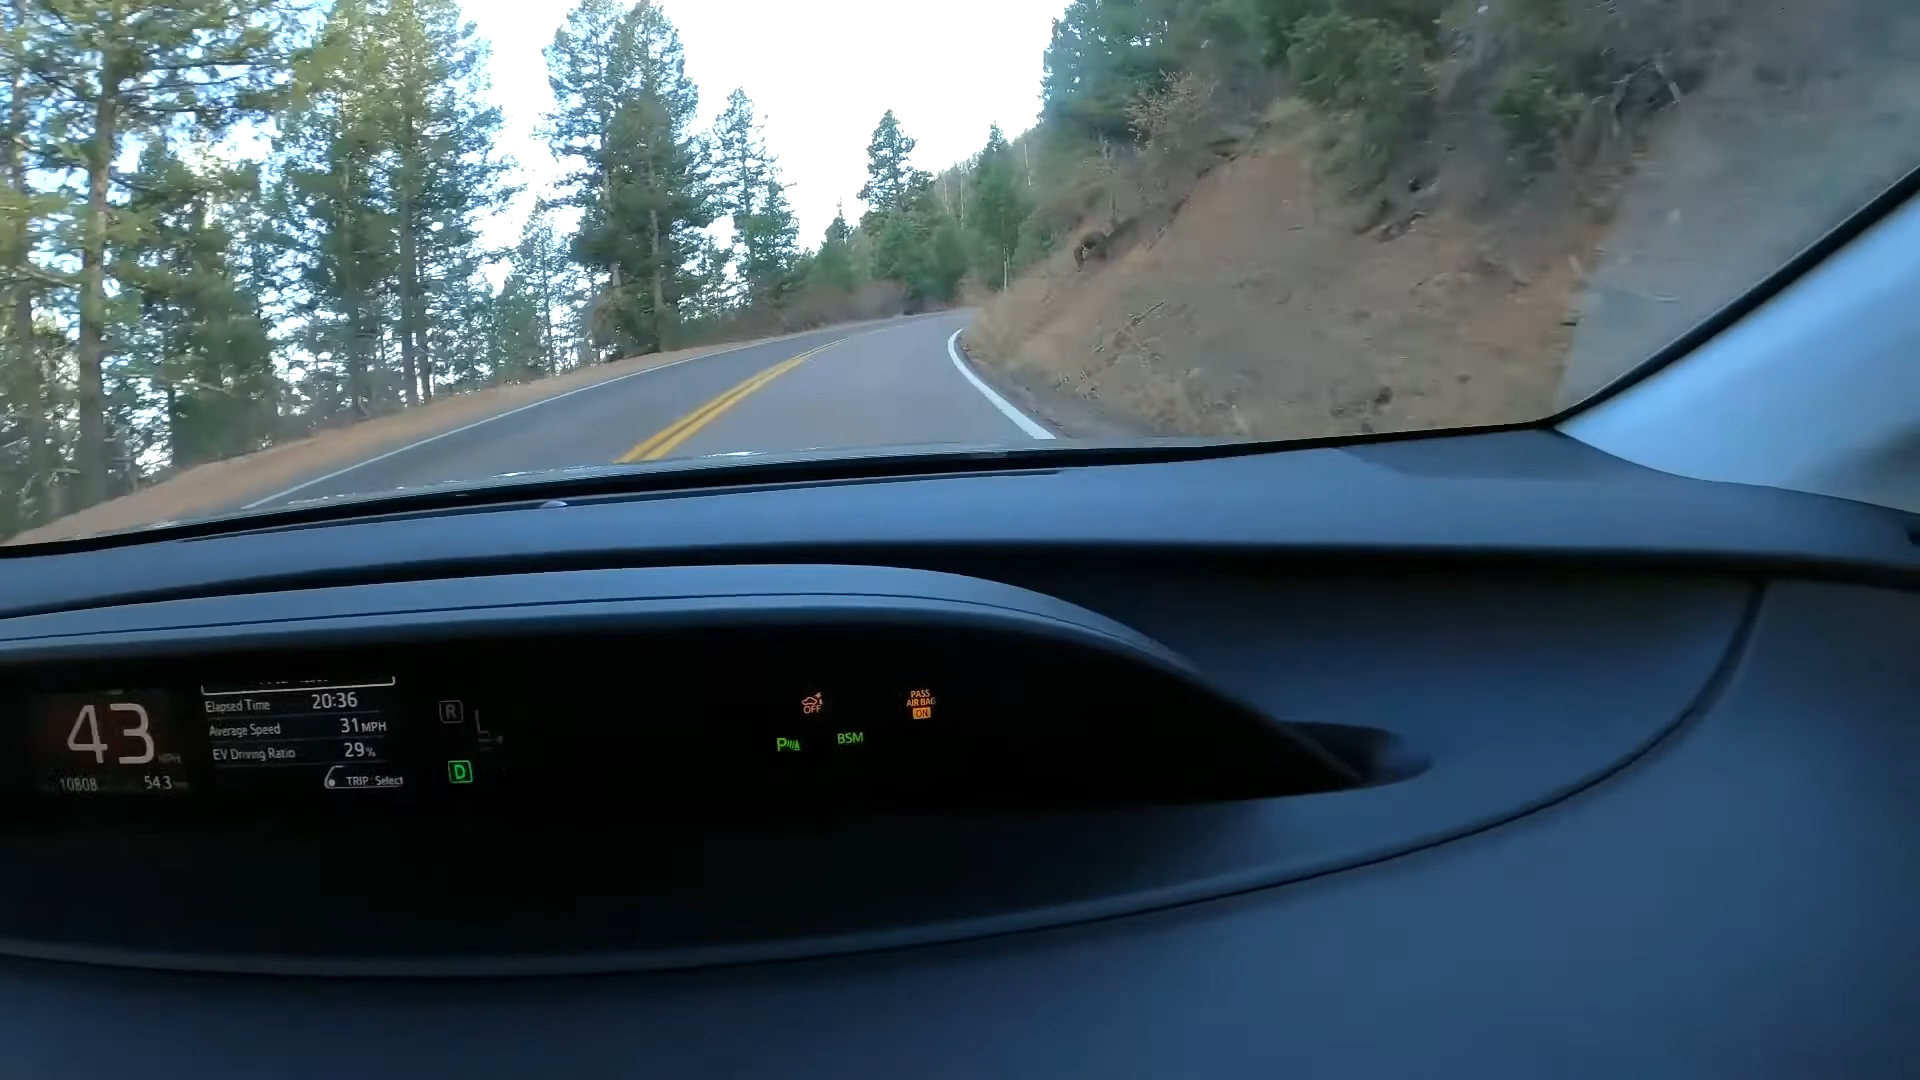 43
MPH
10808 54.3
Elapsed Time 20:36
Average Speed 31 MPH
EV Driving Ratio 29%
TRIP : Select
R
D
OFF
PASS
AIR BAG
ON
P
BSM